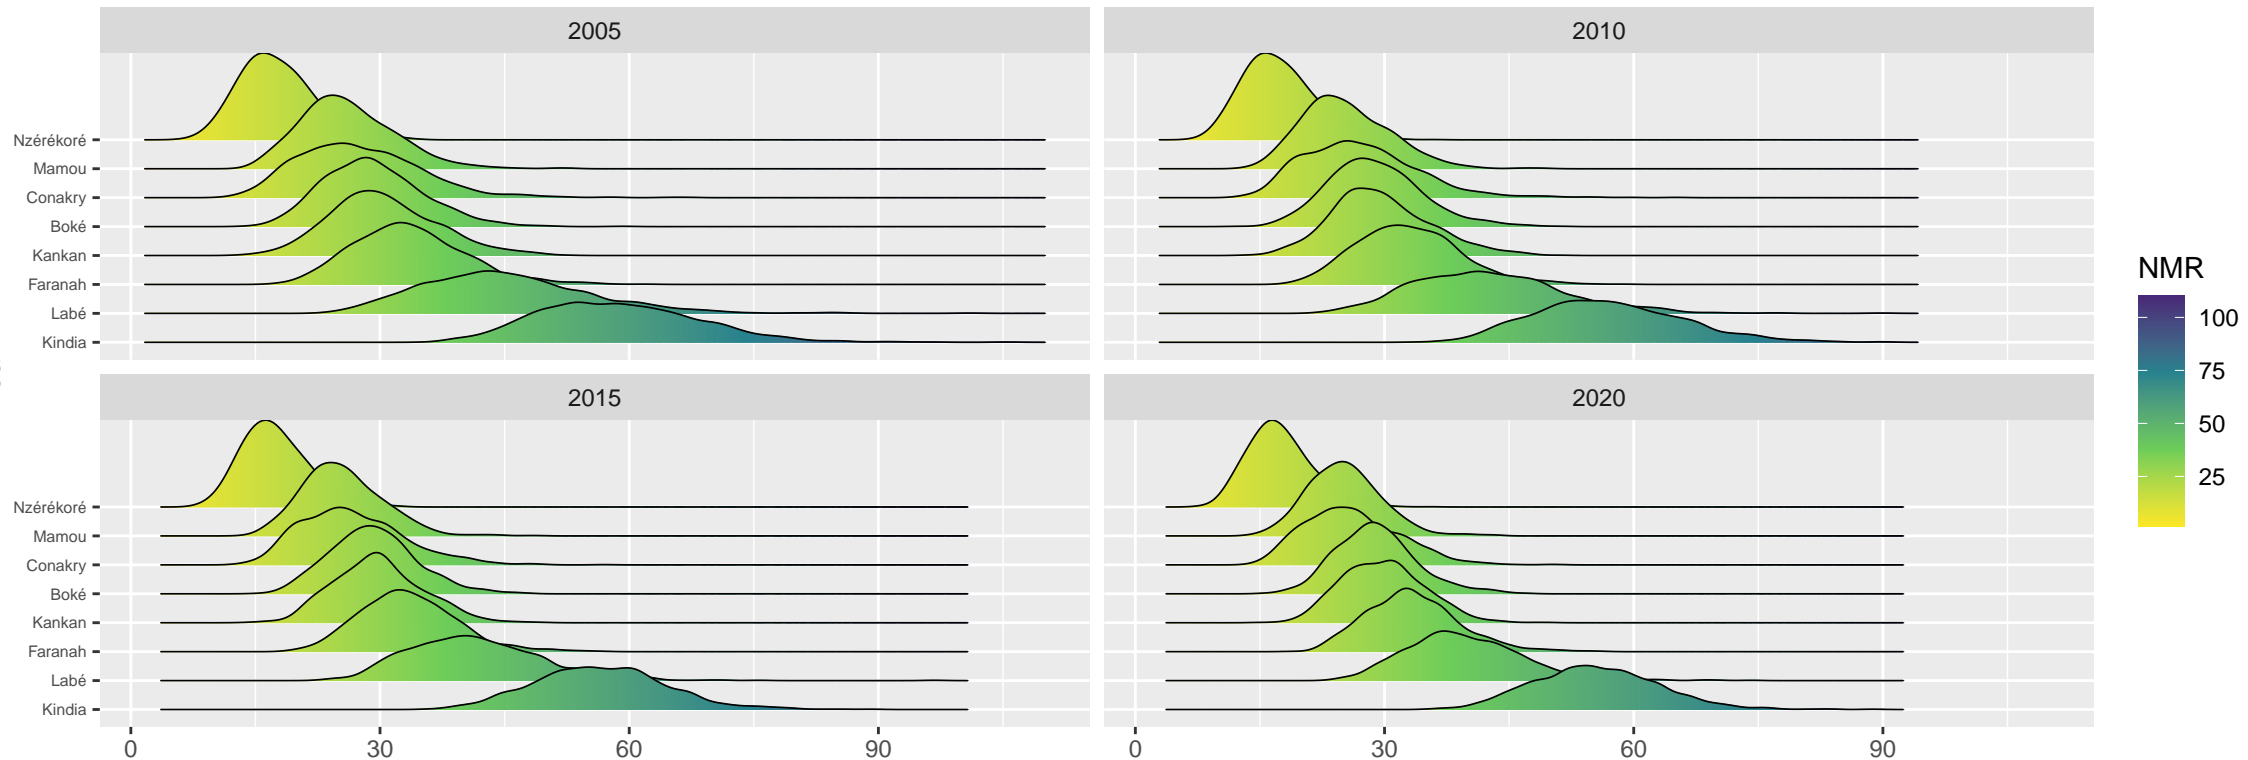 2005
2010
Nzérékoré
Mamou
Conakry
Boké
Kankan
Faranah
Labé
Kindia
2015
2020
Nzérékoré
Mamou
Conakry
Boké
Kankan
Faranah
Labé
Kindia
0 30 60 90
0 30 60 90
NMR
100
75
50
25